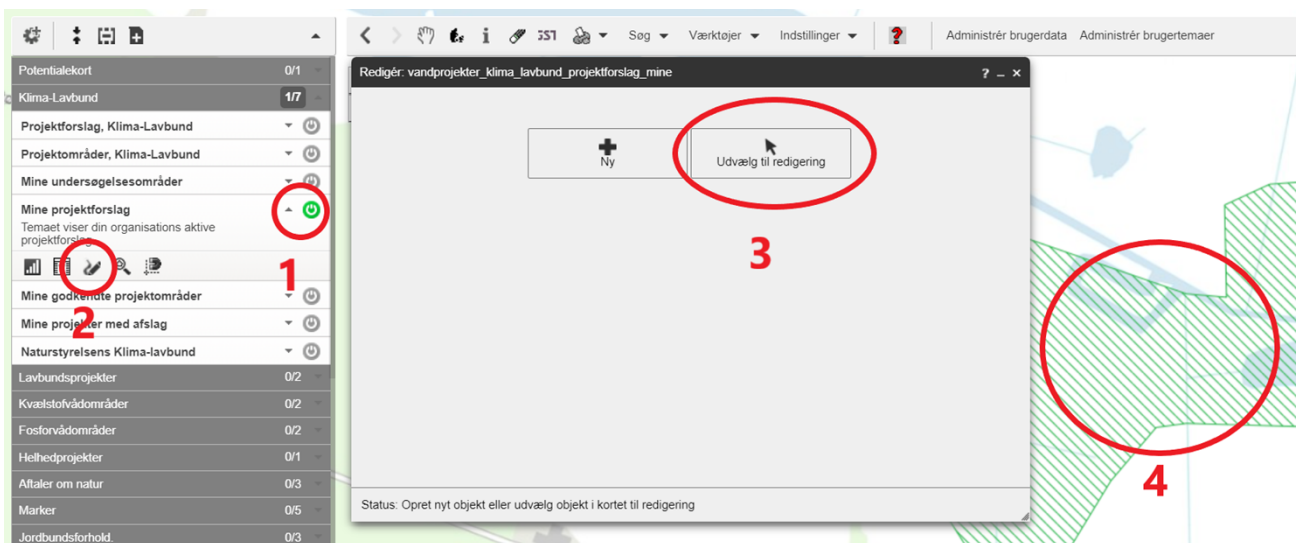 Søg
Værktøjer
Indstillinger
?
Administrér brugerdata
Administrér brugertemaer
Potentialekort 0/1
Klima-Lavbund 1/7
Projektforslag, Klima-Lavbund
Projektområder, Klima-Lavbund
Mine undersøgelsesområder
Mine projektforslag
Temaet viser din organisations aktive
projektforslag
1
2
Mine godkendte projektområder
Mine projekter med afslag
Naturstyrelsens Klima-lavbund
Lavbundsprojekter 0/2
Kvælstofvådområder 0/2
Fosforvådområder 0/2
Helhedprojekter 0/1
Aftaler om natur 0/3
Marker 0/5
Jordbundsforhold. 0/3
Redigér: vandprojekter_klima_lavbund_projektforslag_mine ? – ×
Ny
Udvælg til redigering
3
Status: Opret nyt objekt eller udvælg objekt i kortet til redigering
4